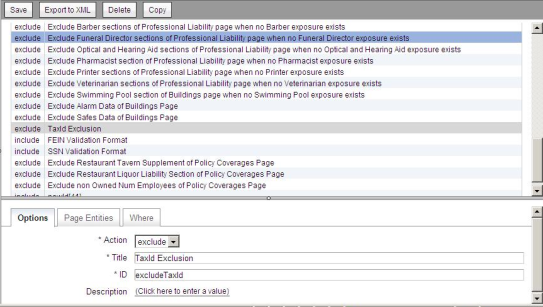 Save Export to XML Delete Copy
exclude Exclude Barber sections of Professional Liability page when no Barber exposure exists
exclude Exclude Funeral Director sections of Professional Liability page when no Funeral Director exposure exists
exclude Exclude Optical and Hearing Aid sections of Professional Liability page when no Optical and Hearing Aid exposure exists
exclude Exclude Pharmacist section of Professional Liability page when no Pharmacist exposure exists
exclude Exclude Printer sections of Professional Liability page when no Printer exposure exists
exclude Exclude Veterinarian sections of Professional Liability page when no Veterinarian exposure exists
exclude Exclude Swimming Pool section of Buildings page when no Swimming Pool exposure exists
exclude Exclude Alarm Data of Buildings Page
exclude Exclude Safes Data of Buildings Page
exclude TaxId Exclusion
include FEIN Validation Format
include SSN Validation Format
exclude Exclude Restaurant Tavern Supplement of Policy Coverages Page
exclude Exclude Restaurant Liquor Liability Section of Policy Coverages Page
exclude Exclude non Owned Num Employees of Policy Coverages Page
Options Page Entities Where
* Action exclude
* Title TaxId Exclusion
* ID excludeTaxId
Description (Click here to enter a value)